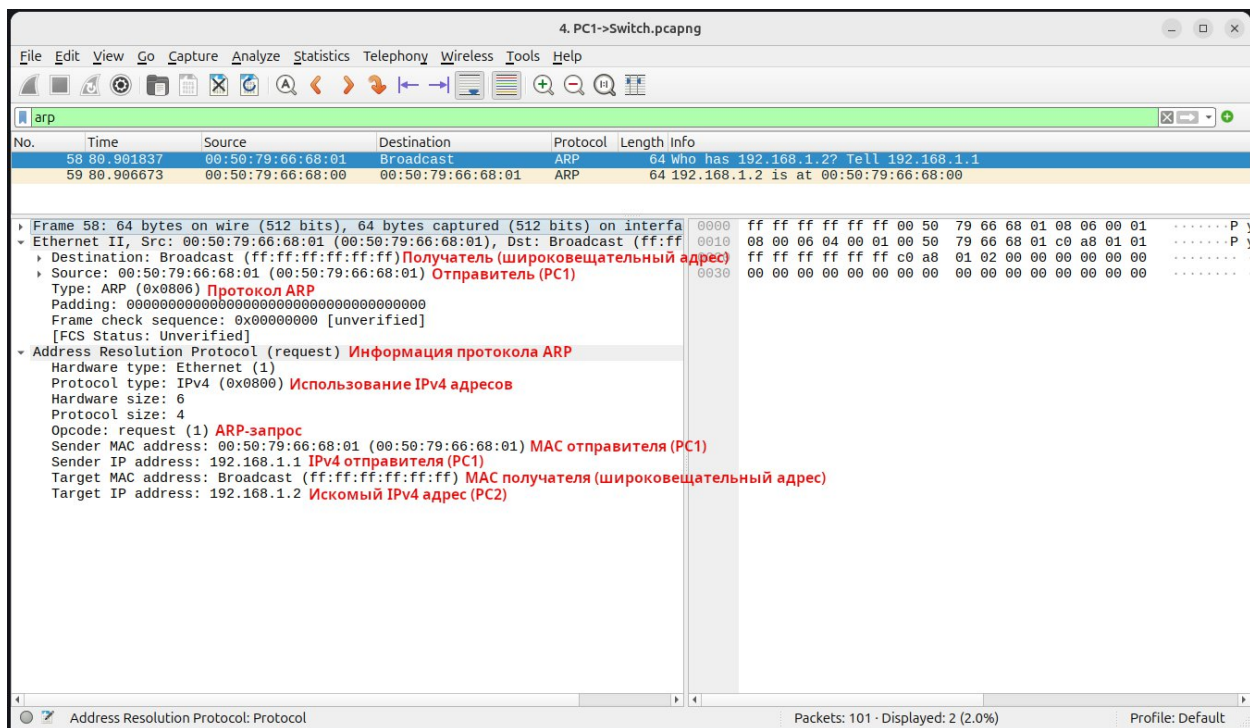 4. PC1->Switch.pcapng
File Edit View Go Capture Analyze Statistics Telephony Wireless Tools Help
arp
No. Time Source Destination Protocol Length Info
58 80.901837 00:50:79:66:68:01 Broadcast ARP 64 Who has 192.168.1.2? Tell 192.168.1.1
59 80.906673 00:50:79:66:68:00 00:50:79:66:68:01 ARP 64 192.168.1.2 is at 00:50:79:66:68:00
Frame 58: 64 bytes on wire (512 bits), 64 bytes captured (512 bits) on interfa
Ethernet II, Src: 00:50:79:66:68:01 (00:50:79:66:68:01), Dst: Broadcast (ff:ff
Destination: Broadcast (ff:ff:ff:ff:ff:ff) Получатель (широковещательный адрес)
Source: 00:50:79:66:68:01 (00:50:79:66:68:01) Отправитель (PC1)
Type: ARP (0x0806) Протокол ARP
Padding: 000000000000000000000000000000000000
Frame check sequence: 0x00000000 [unverified]
[FCS Status: Unverified]
Address Resolution Protocol (request) Информация протокола ARP
Hardware type: Ethernet (1)
Protocol type: IPv4 (0x0800) Использование IPv4 адресов
Hardware size: 6
Protocol size: 4
Opcode: request (1) ARP-запрос
Sender MAC address: 00:50:79:66:68:01 (00:50:79:66:68:01) MAC отправителя (PC1)
Sender IP address: 192.168.1.1 IPv4 отправителя (PC1)
Target MAC address: Broadcast (ff:ff:ff:ff:ff:ff) MAC получателя (широковещательный адрес)
Target IP address: 192.168.1.2 Искомый IPv4 адрес (PC2)
0000 ff ff ff ff ff ff 00 50 79 66 68 01 08 06 00 01 ·······P y
0010 08 00 06 04 00 01 00 50 79 66 68 01 c0 a8 01 01 ·······P y
ff ff ff ff ff ff c0 a8 01 02 00 00 00 00 00 00 ········
0030 00 00 00 00 00 00 00 00 00 00 00 00 00 00 00 00 ········
Address Resolution Protocol: Protocol
Packets: 101 · Displayed: 2 (2.0%)
Profile: Default